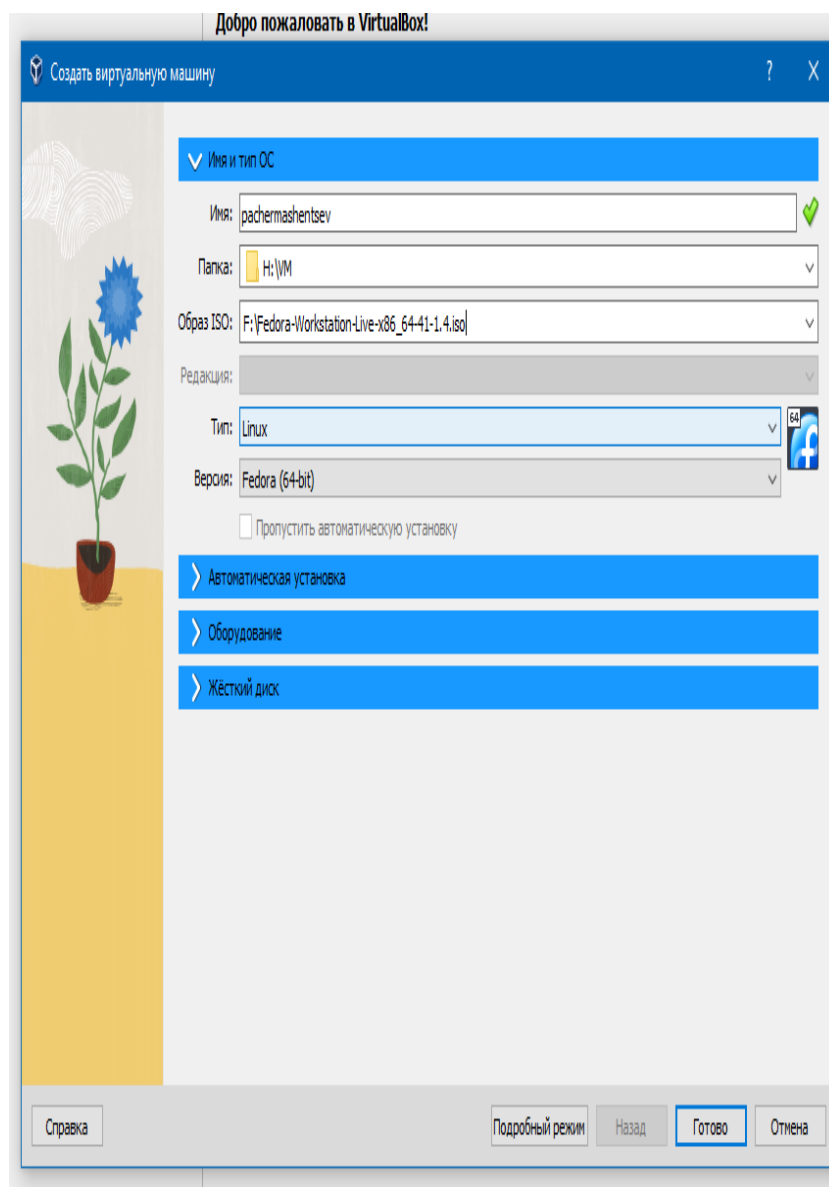 Добро пожаловать в VirtualBox!
Создать виртуальную машину
?
X
Имя и тип ОС
Имя: pachermashentsev
Папка: H:\VM
Образ ISO: F:\Fedora-Workstation-Live-x86_64-41-1.4.iso
Редакция:
Тип: Linux
64
Версия: Fedora (64-bit)
Пропустить автоматическую установку
Автоматическая установка
Оборудование
Жёсткий диск
Справка
Подробный режим
Назад
Готово
Отмена